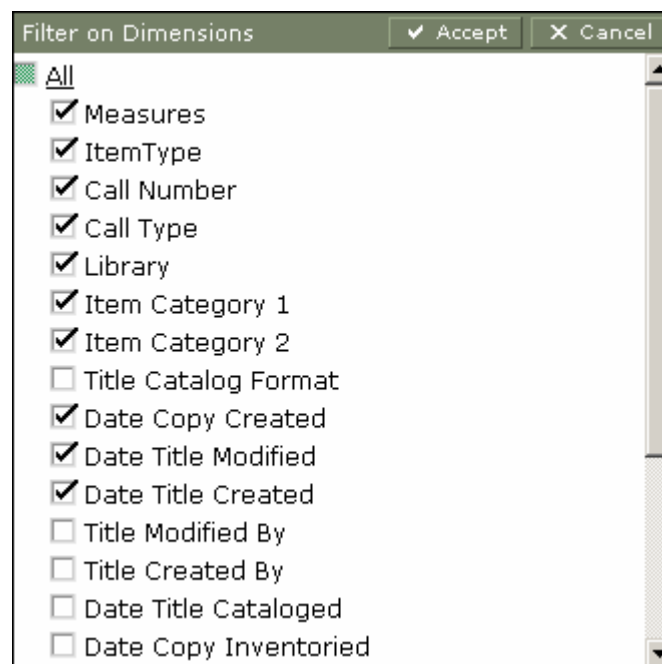 Filter on Dimensions Accept Cancel
All
Measures
ItemType
Call Number
Call Type
Library
Item Category 1
Item Category 2
Title Catalog Format
Date Copy Created
Date Title Modified
Date Title Created
Title Modified By
Title Created By
Date Title Cataloged
Date Copy Inventoried